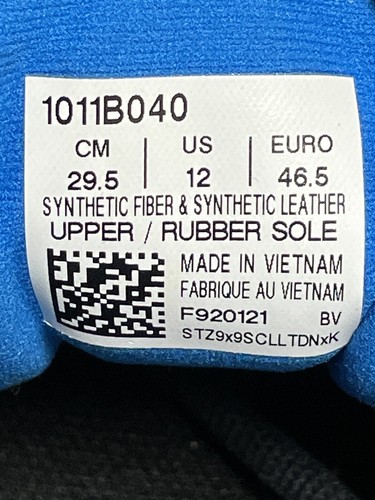 1011B040
CM | US | EURO
29.5 | 12 | 46.5
SYNTHETIC FIBER & SYNTHETIC LEATHER
UPPER / RUBBER SOLE
MADE IN VIETNAM
FABRIQUE AU VIETNAM
F920121 BV
STZ9x9SCLLTDNxK